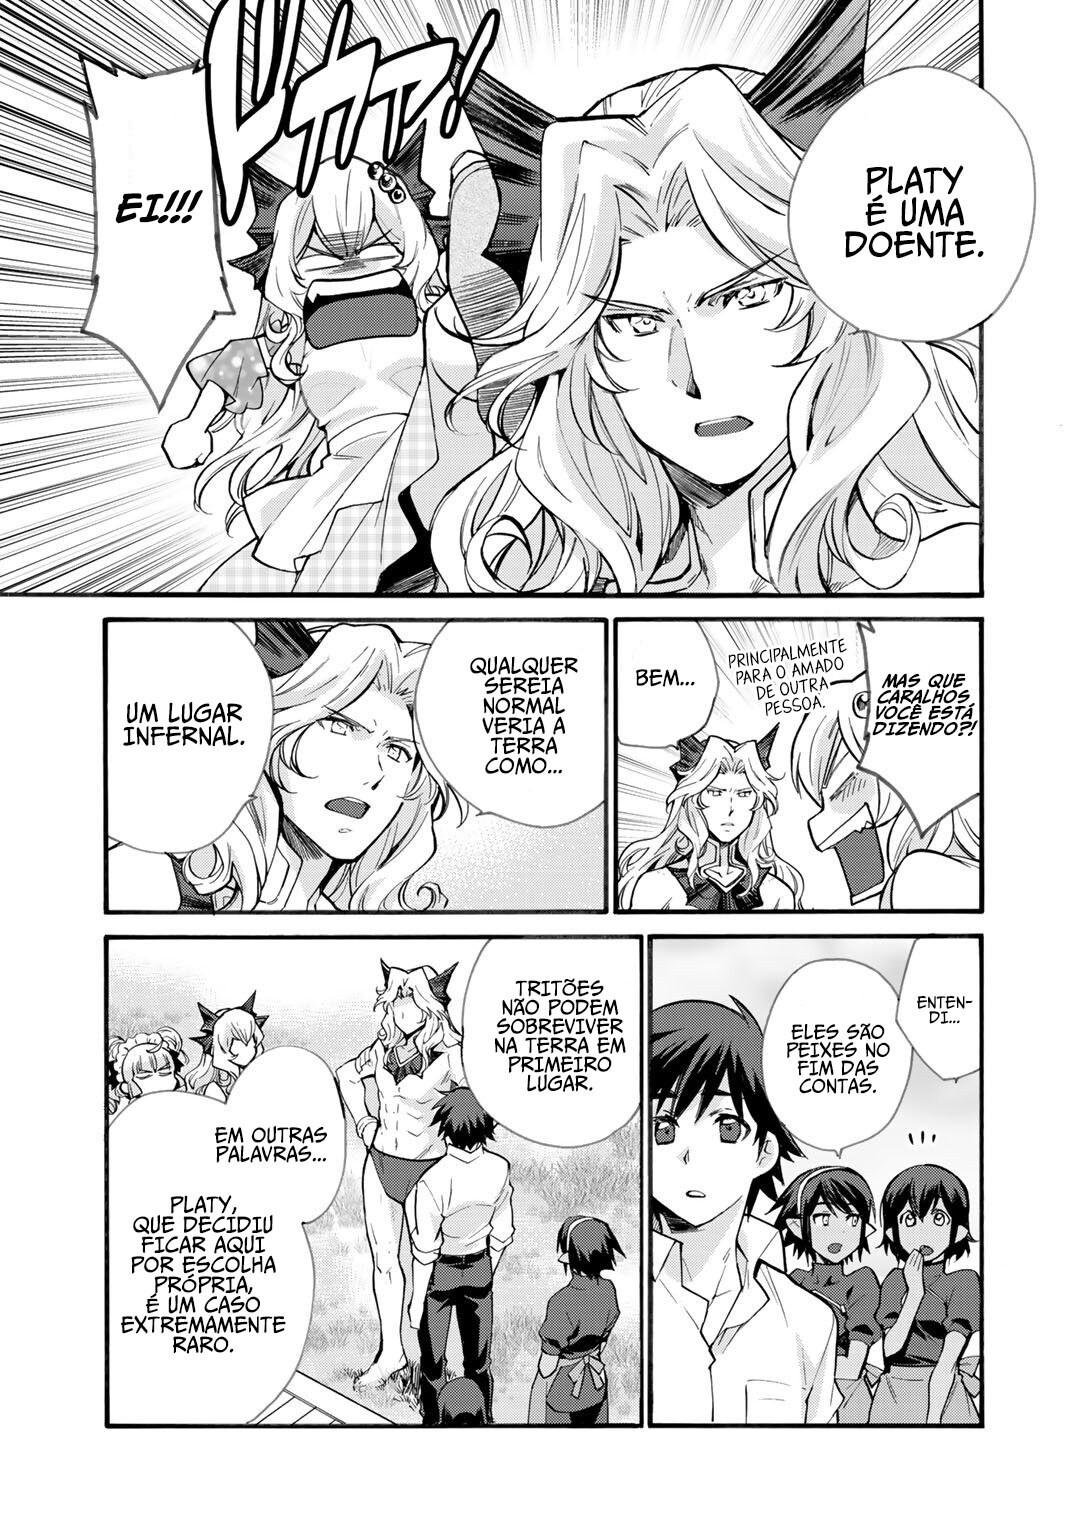 PLATY
É UMA
DOENTE.
ドカァ!
EI!!!
MAS QUE
CARALHOS
VOCÊ ESTÁ
DIZENDO?!
PRINCIPALMENTE
PARA O AMADO
DE OUTRA
PESSOA.
BEM...
QUALQUER
SEREIA
NORMAL
VERIA A
TERRA
COMO...
UM LUGAR
INFERNAL.
ENTEN-
DI...
ELES SÃO
PEIXES NO
FIM DAS
CONTAS.
TRITÕES
NÃO PODEM
SOBREVIVER
NA TERRA EM
PRIMEIRO
LUGAR.
EM OUTRAS
PALAVRAS...
PLATY,
QUE DECIDIU
FICAR AQUI
POR ESCOLHA
PRÓPRIA,
É UM CASO
EXTREMAMENTE
RARO.